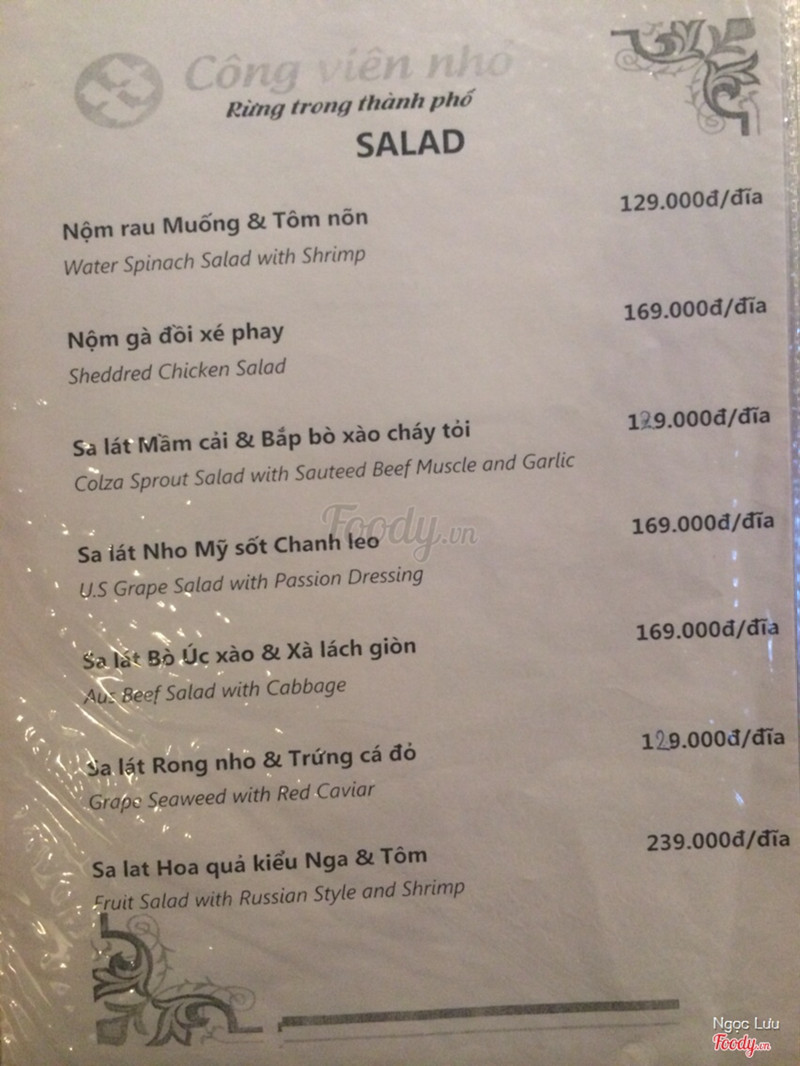 Công viên nhỏ
Rừng trong thành phố
SALAD
Nộm rau Muống & Tôm nõn 129.000đ/đĩa
Water Spinach Salad with Shrimp
Nộm gà đồi xé phay 169.000đ/đĩa
Sheddred Chicken Salad
Sa lát Mầm cải & Bắp bò xào cháy tỏi 129.000đ/đĩa
Colza Sprout Salad with Sauteed Beef Muscle and Garlic
Foody.vn
Sa lát Nho Mỹ sốt Chanh leo 169.000đ/đĩa
U.S Grape Salad with Passion Dressing
Sa lát Bò Úc xào & Xà lách giòn 169.000đ/đĩa
Aus Beef Salad with Cabbage
Sa lát Rong nho & Trứng cá đỏ 129.000đ/đĩa
Grape Seaweed with Red Caviar
Sa lat Hoa quả kiểu Nga & Tôm 239.000đ/đĩa
Fruit Salad with Russian Style and Shrimp
Ngọc Lưu
Foody.vn